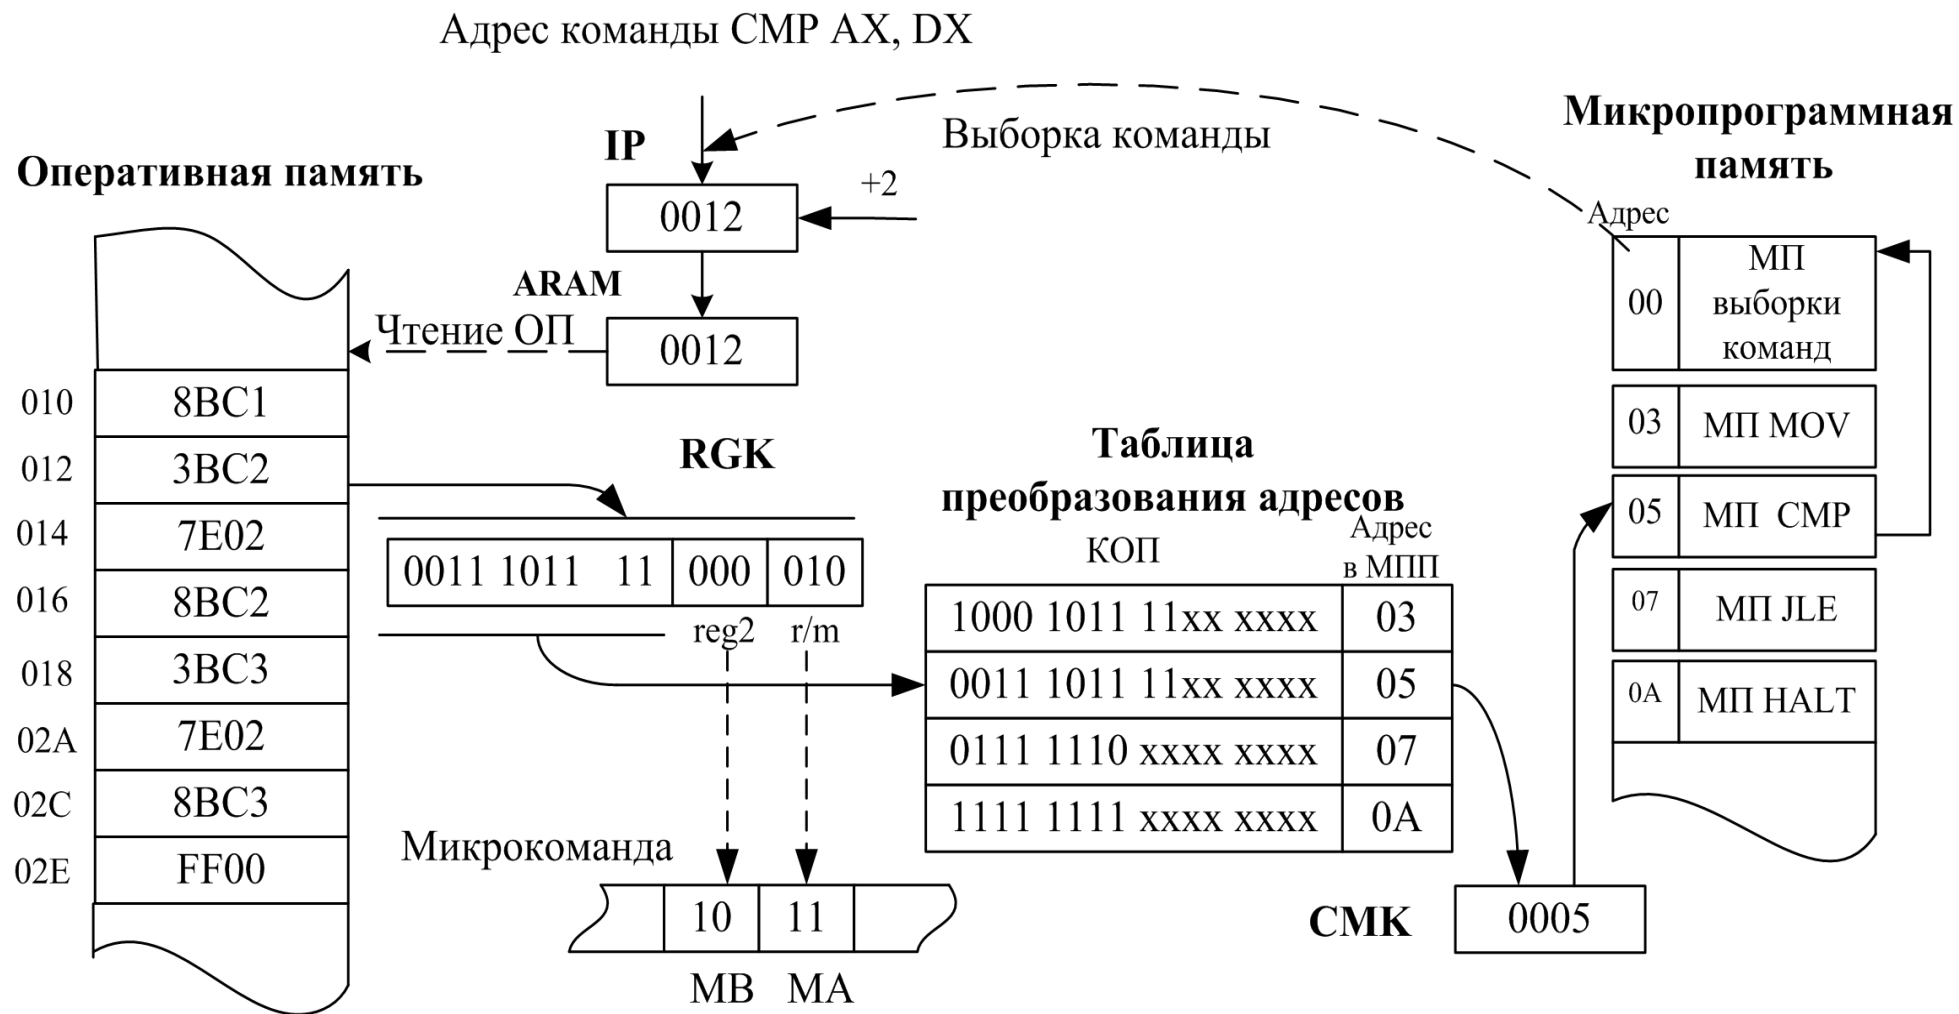 Адрес команды CMP AX, DX
Выборка команды
Микропрограммная
память
Оперативная память
IP
+2
0012
ARAM
Чтение ОП
0012
010 8BC1
012 3BC2
014 7E02
016 8BC2
018 3BC3
02A 7E02
02C 8BC3
02E FF00
RGK
0011 1011 11 000 010
reg2 r/m
Микрокоманда
10 11
MB MA
Таблица
преобразования адресов
КОП
Адрес
в МПП
1000 1011 11xx xxxx 03
0011 1011 11xx xxxx 05
0111 1110 xxxx xxxx 07
1111 1111 xxxx xxxx 0A
СМК 0005
Адрес
00
МП
выборки
команд
03 МП MOV
05 МП CMP
07 МП JLE
0A МП HALT